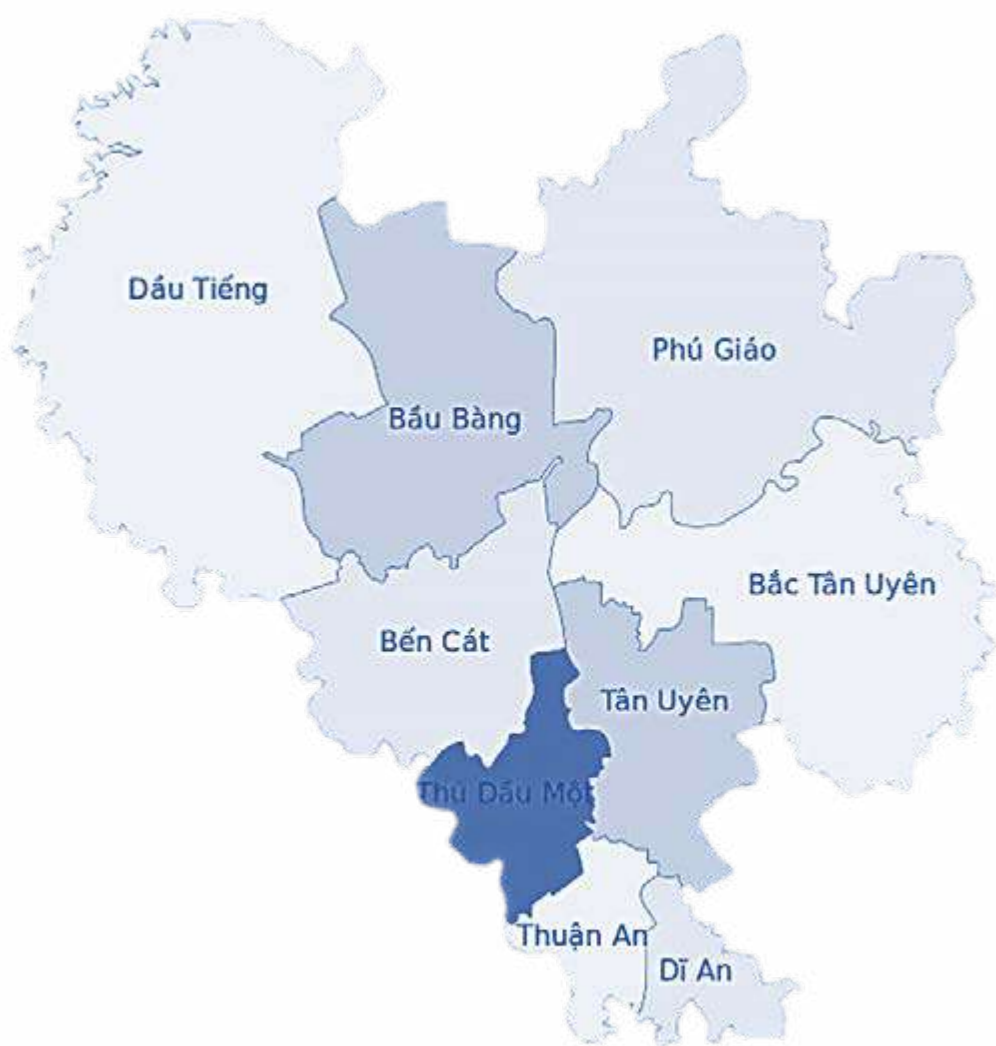 Dầu Tiếng
Phú Giáo
Bầu Bàng
Bắc Tân Uyên
Bến Cát
Tân Uyên
Thủ Dầu Một
Thuận An
Dĩ An